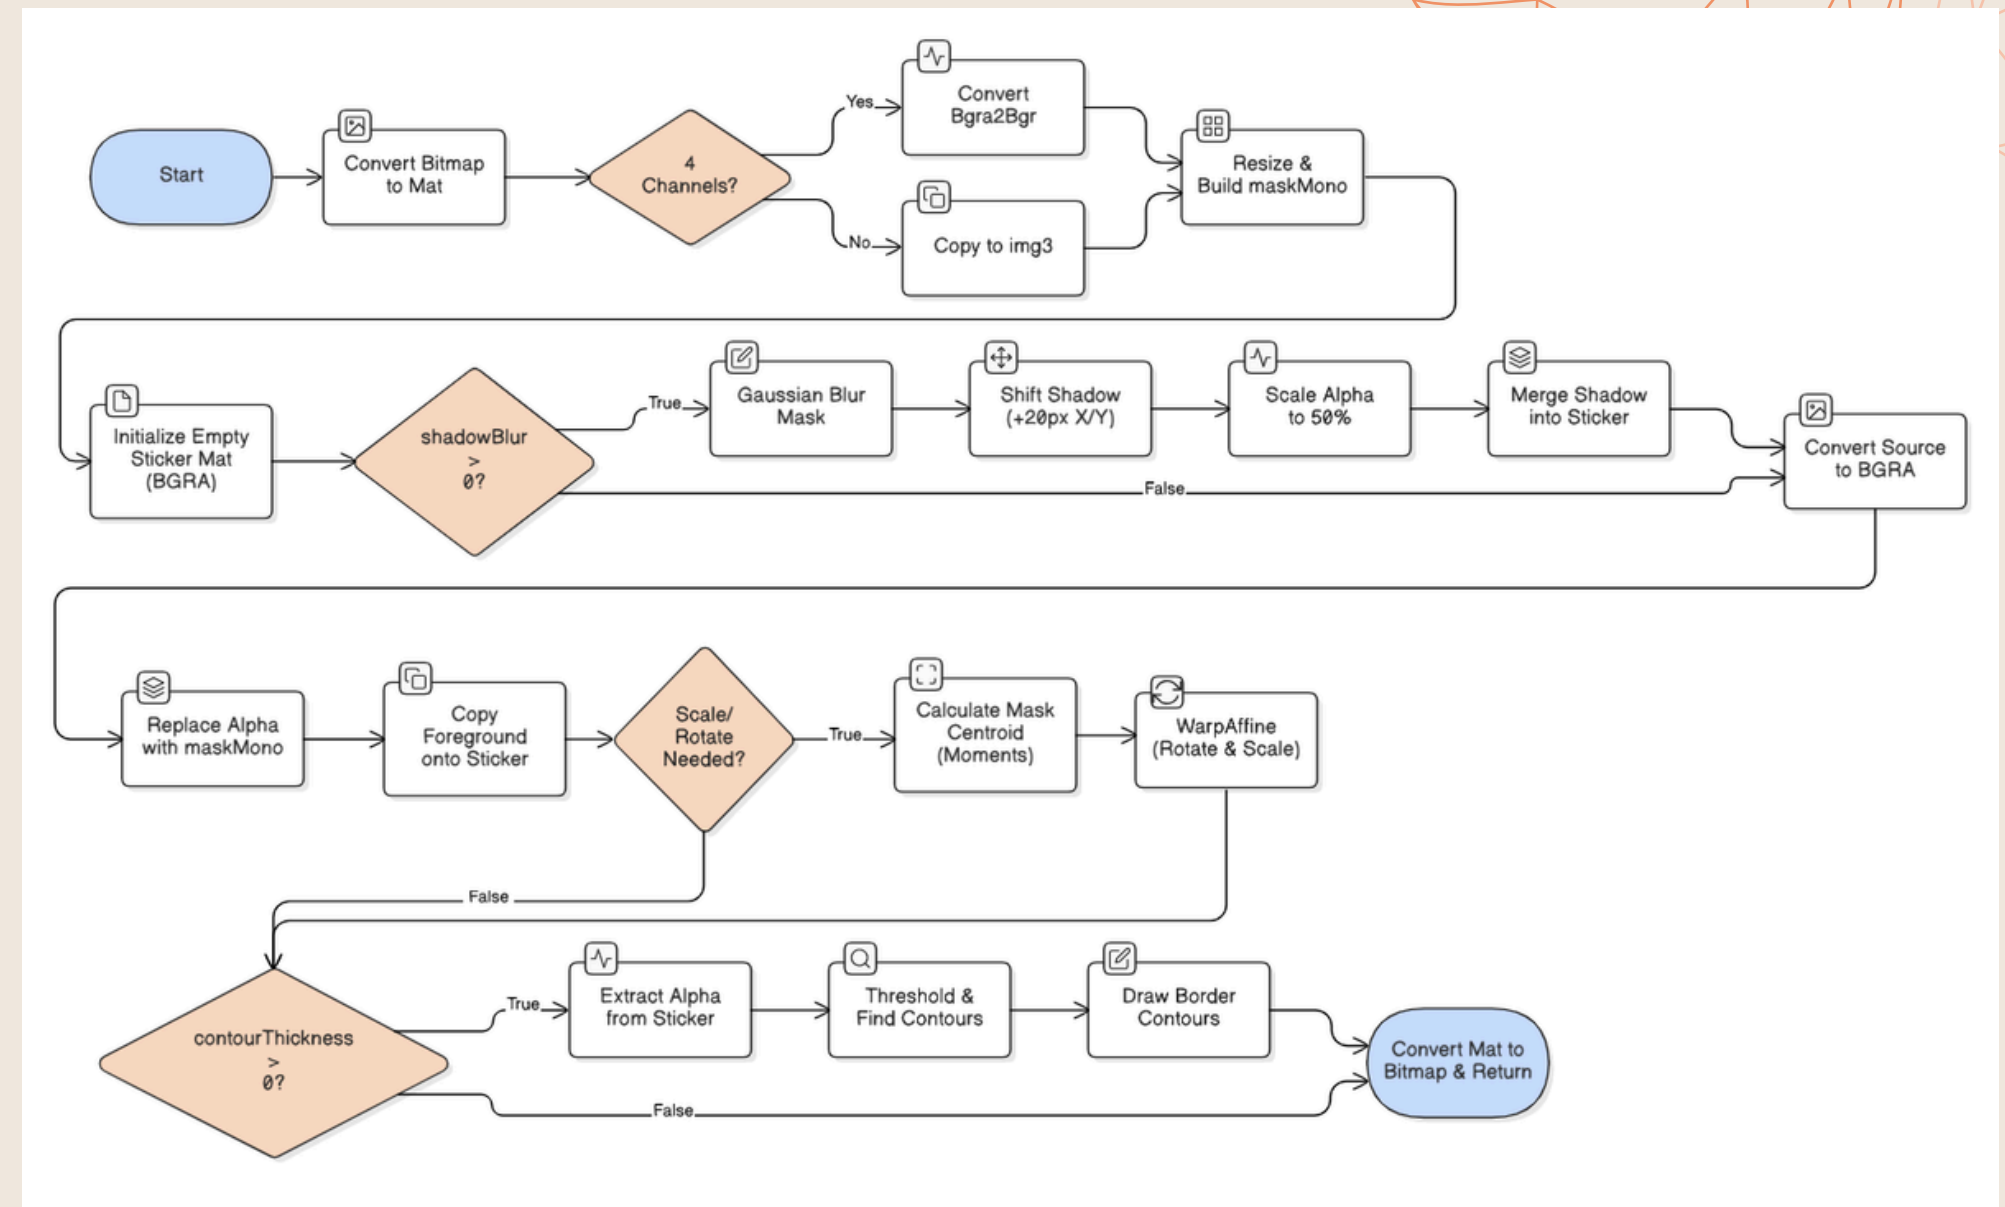 Start
Convert Bitmap
to Mat
4
Channels?
Yes
No
Convert
Bgra2Bgr
Copy to img3
Resize &
Build maskMono
Initialize Empty
Sticker Mat
(BGRA)
shadowBlur
>
0?
True
False
Gaussian Blur
Mask
Shift Shadow
(+20px X/Y)
Scale Alpha
to 50%
Merge Shadow
into Sticker
Convert Source
to BGRA
Replace Alpha
with maskMono
Copy
Foreground
onto Sticker
Scale/
Rotate
Needed?
True
False
Calculate Mask
Centroid
(Moments)
WarpAffine
(Rotate & Scale)
contourThickness
>
0?
True
False
Extract Alpha
from Sticker
Threshold &
Find Contours
Draw Border
Contours
Convert Mat to
Bitmap & Return